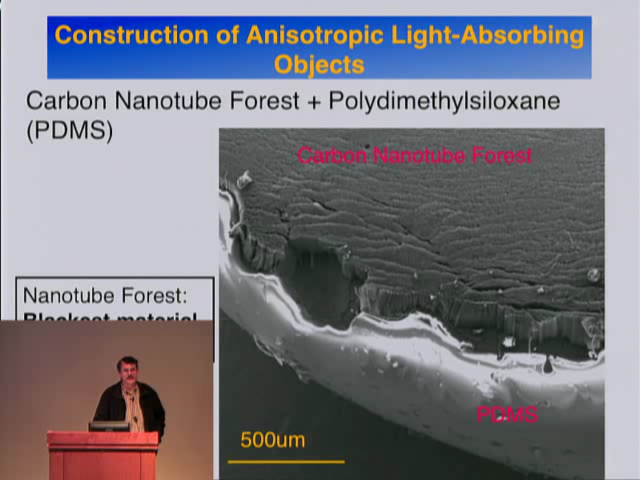 Construction of Anisotropic Light-Absorbing
Objects
Carbon Nanotube Forest + Polydimethylsiloxane
(PDMS)
Carbon Nanotube Forest
Nanotube Forest:
Blackest material
PDMS
500um